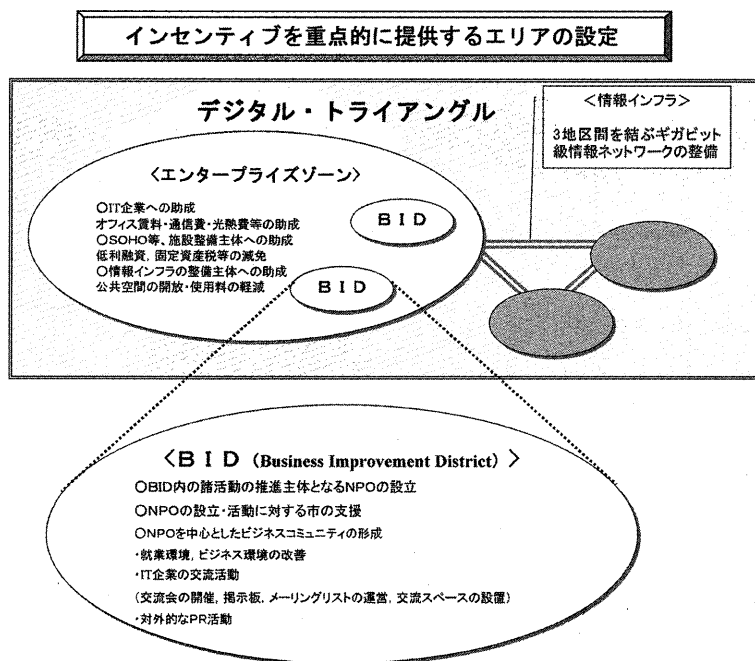 インセンティブを重点的に提供するエリアの設定
デジタル・トライアングル
＜情報インフラ＞
3地区間を結ぶギガビット
級情報ネットワークの整備
〈エンタープライズゾーン〉
〇IT企業への助成
オフィス賃料・通信費・光熱費等の助成
〇SOHO等、施設整備主体への助成
低利融資，固定資産税等の減免
〇情報インフラの整備主体への助成
公共空間の開放・使用料の軽減
BID
BID
〈BID（Business Improvement District）〉
〇BID内の諸活動の推進主体となるNPOの設立
〇NPOの設立・活動に対する市の支援
〇NPOを中心としたビジネスコミュニティの形成
・就業環境，ビジネス環境の改善
・IT企業の交流活動
（交流会の開催，掲示板，メーリングリストの運営，交流スペースの設置）
・対外的なPR活動